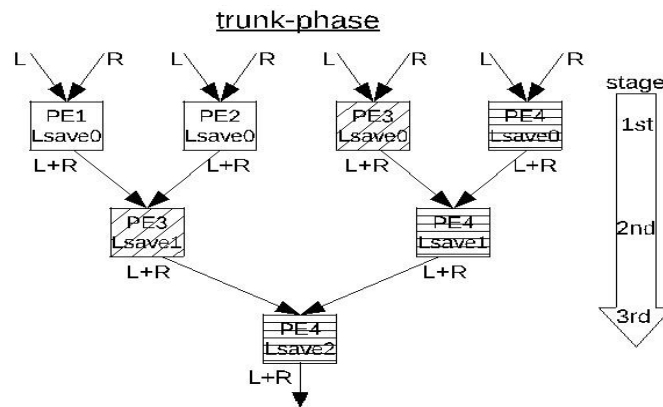 trunk-phase
L R L R L R L R
stage
PE1 PE2 PE3 PE4
Lsave0 Lsave0 Lsave0 Lsave0
1st
L+R L+R L+R L+R
PE3 PE4
Lsave1 Lsave1
2nd
L+R L+R
PE4
Lsave2
3rd
L+R